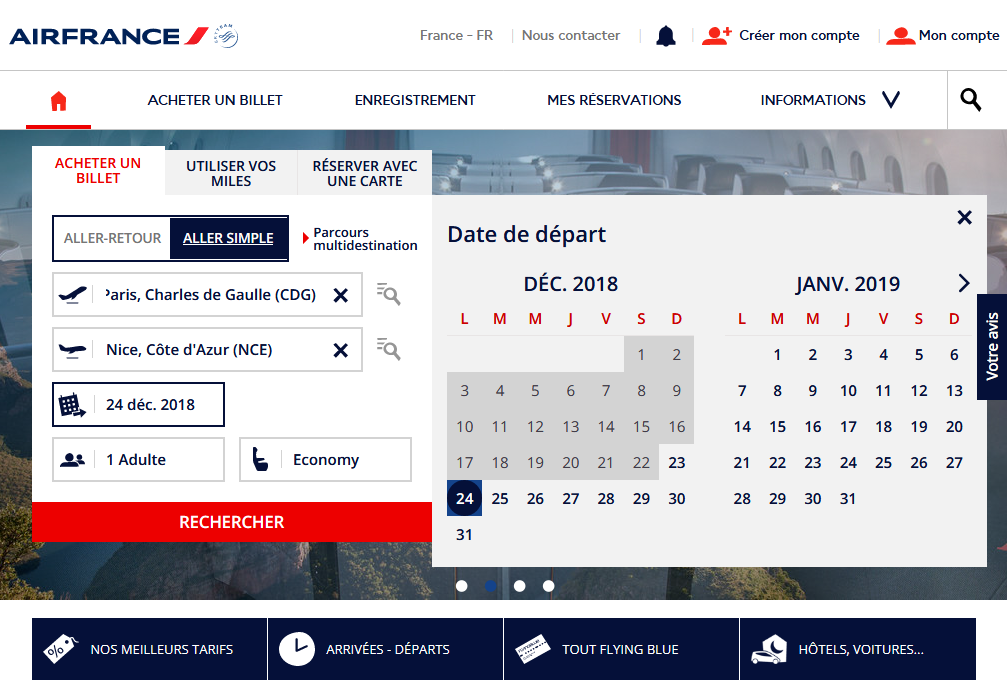 AIRFRANCE
SKYTEAM
France - FR
Nous contacter
Créer mon compte
Mon compte
ACHETER UN BILLET
ENREGISTREMENT
MES RÉSERVATIONS
INFORMATIONS
ACHETER UN
BILLET
UTILISER VOS
MILES
RÉSERVER AVEC
UNE CARTE
ALLER-RETOUR
ALLER SIMPLE
Parcours
multidestination
Paris, Charles de Gaulle (CDG)
Nice, Côte d'Azur (NCE)
24 déc. 2018
1 Adulte
Economy
RECHERCHER
Date de départ
DÉC. 2018
L M M J V S D
1 2
3 4 5 6 7 8 9
10 11 12 13 14 15 16
17 18 19 20 21 22 23
24 25 26 27 28 29 30
31
JANV. 2019
L M M J V S D
1 2 3 4 5 6
7 8 9 10 11 12 13
14 15 16 17 18 19 20
21 22 23 24 25 26 27
28 29 30 31
Votre avis
% NOS MEILLEURS TARIFS
ARRIVÉES - DÉPARTS
TOUT FLYING BLUE
HÔTELS, VOITURES...